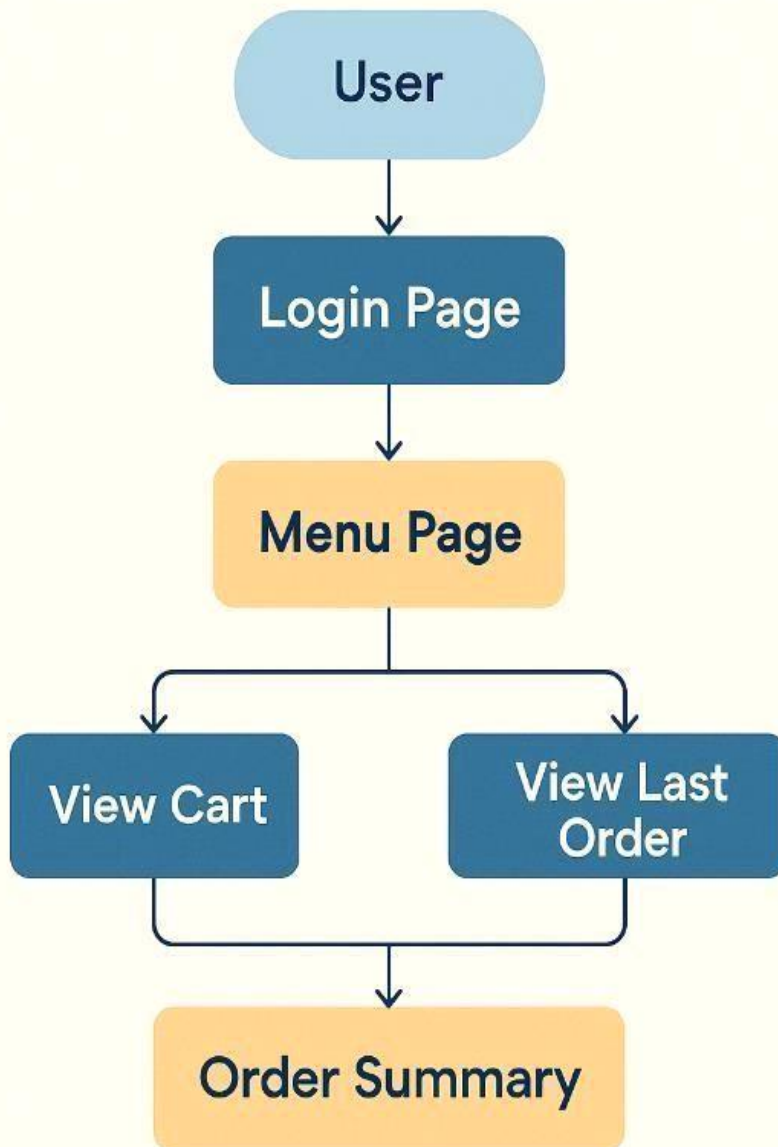 User
Login Page
Menu Page
View Cart
View Last
Order
Order Summary